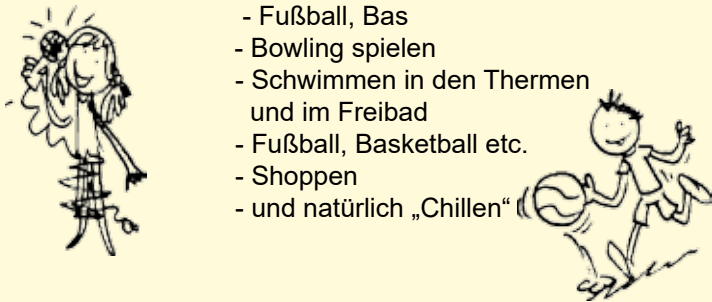 - Fußball, Bas
- Bowling spielen
- Schwimmen in den Thermen
und im Freibad
- Fußball, Basketball etc.
- Shoppen
- und natürlich „Chillen“